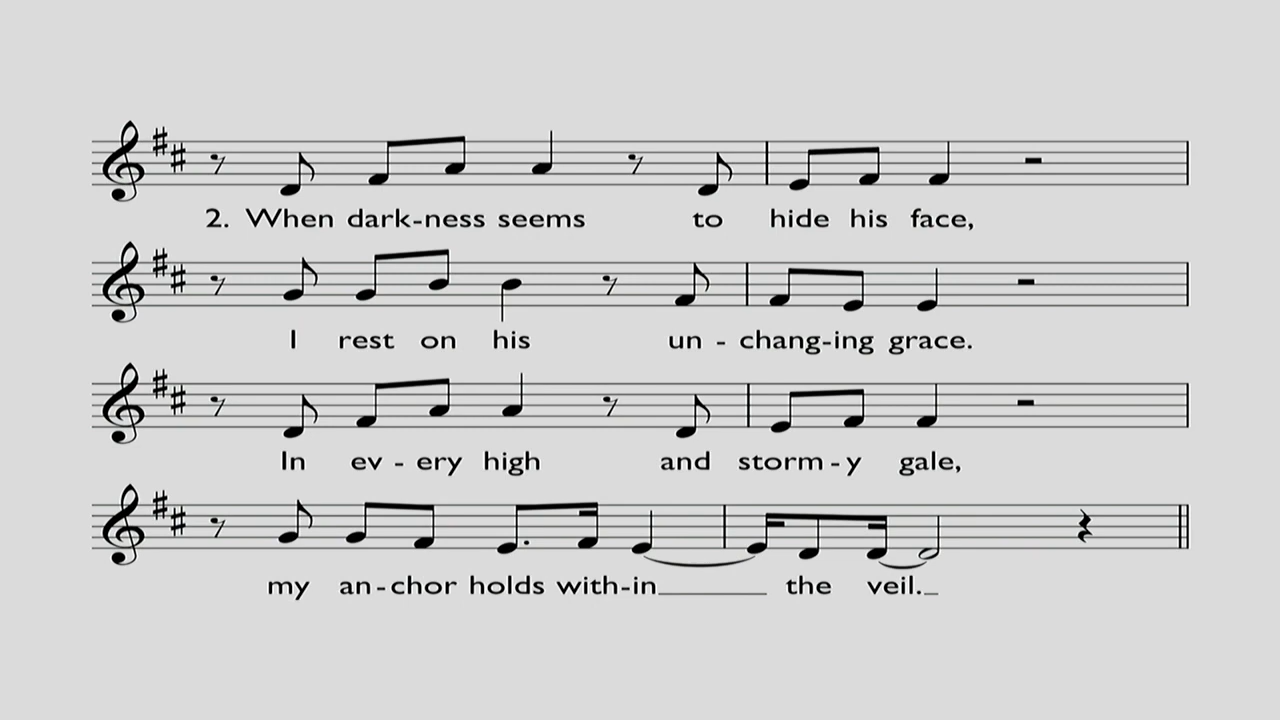 2. When dark-ness seems to hide his face,
I rest on his un - chang-ing grace.
In ev - ery high and storm - y gale,
my an - chor holds with-in the veil.